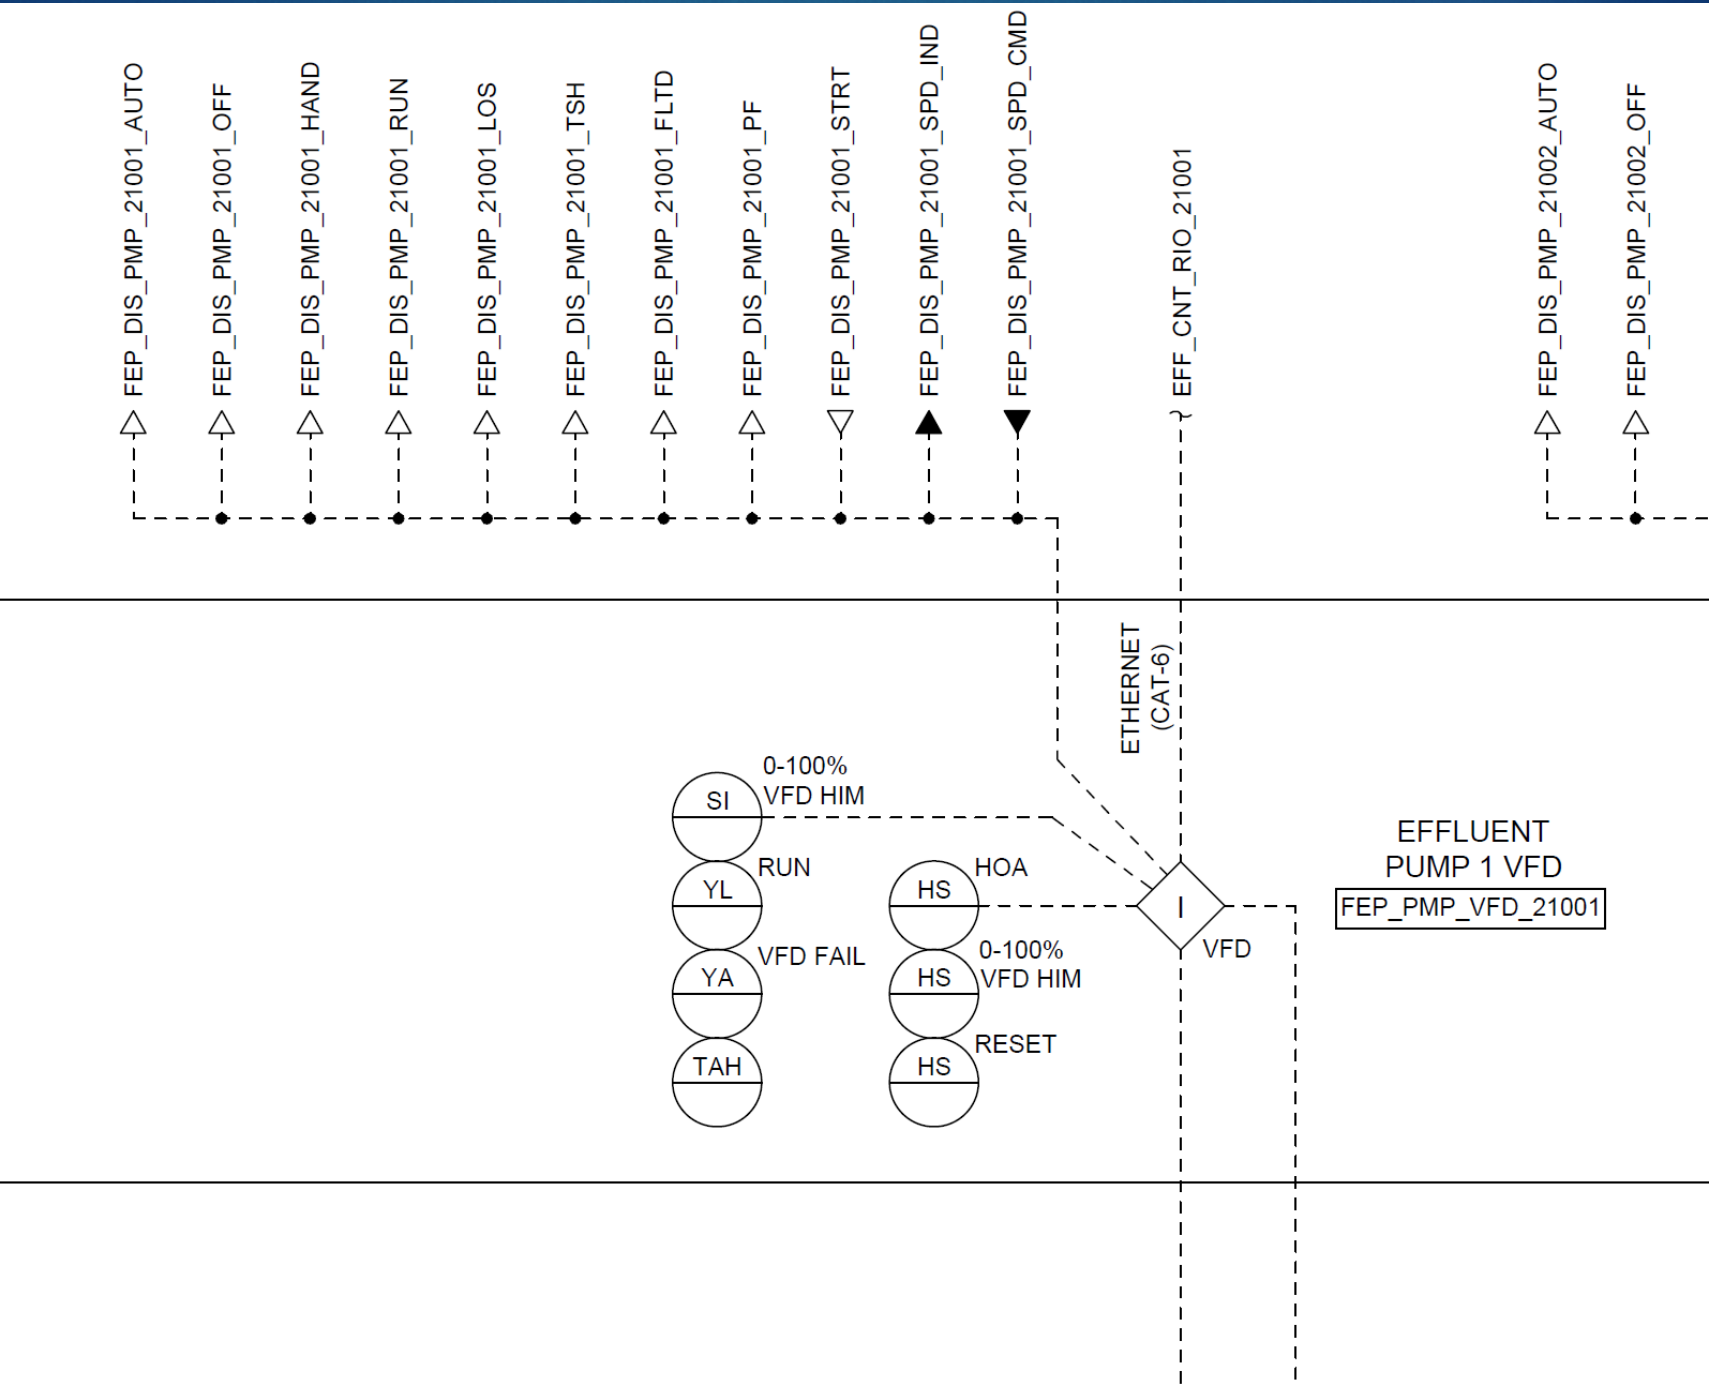 FEP_DIS_PMP_21001_AUTO
FEP_DIS_PMP_21001_OFF
FEP_DIS_PMP_21001_HAND
FEP_DIS_PMP_21001_RUN
FEP_DIS_PMP_21001_LOS
FEP_DIS_PMP_21001_TSH
FEP_DIS_PMP_21001_FLTD
FEP_DIS_PMP_21001_PF
FEP_DIS_PMP_21001_STRT
FEP_DIS_PMP_21001_SPD_IND
FEP_DIS_PMP_21001_SPD_CMD
EFF_CNT_RIO_21001
FEP_DIS_PMP_21002_AUTO
FEP_DIS_PMP_21002_OFF
ETHERNET
(CAT-6)
0-100%
VFD HIM
SI
RUN
YL
VFD FAIL
YA
TAH
HOA
HS
0-100%
VFD HIM
HS
RESET
HS
I
VFD
EFFLUENT
PUMP 1 VFD
FEP_PMP_VFD_21001